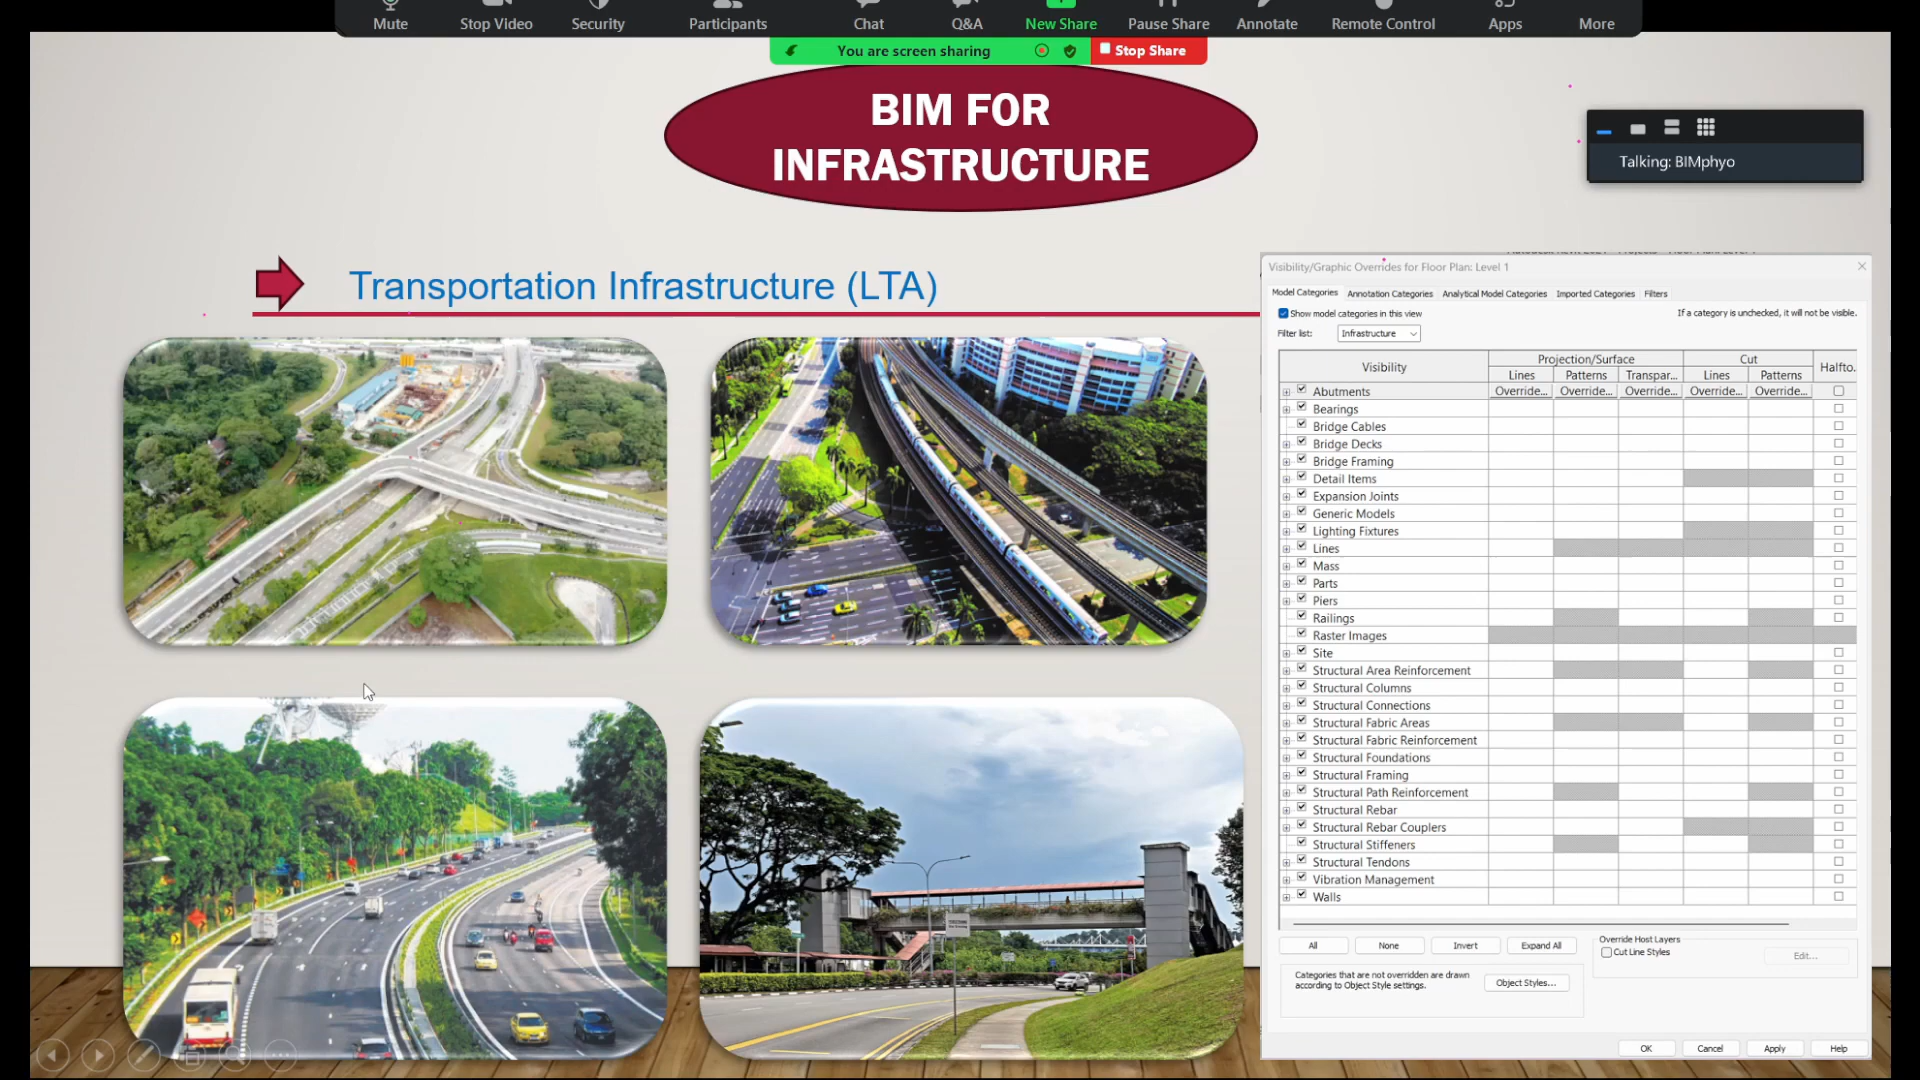 Mute
Stop Video
Security
Participants
Chat
Q&A
New Share
Pause Share
Annotate
Remote Control
Apps
More
You are screen sharing
Stop Share
BIM FOR
INFRASTRUCTURE
Talking: BIMphyo
Transportation Infrastructure (LTA)
Visibility/Graphic Overrides for Floor Plan: Level 1
Model Categories
Annotation Categories
Analytical Model Categories
Imported Categories
Filters
Show model categories in this view
If a category is unchecked, it will not be visible.
Filter list:
Infrastructure
Visibility
Projection/Surface
Cut
Halfto.
Lines
Patterns
Transpar...
Lines
Patterns
Abutments
Override...
Override...
Override...
Override...
Override...
Bearings
Bridge Cables
Bridge Decks
Bridge Framing
Detail Items
Expansion Joints
Generic Models
Lighting Fixtures
Lines
Mass
Parts
Piers
Railings
Raster Images
Site
Structural Area Reinforcement
Structural Columns
Structural Connections
Structural Fabric Areas
Structural Fabric Reinforcement
Structural Foundations
Structural Framing
Structural Path Reinforcement
Structural Rebar
Structural Rebar Couplers
Structural Stiffeners
Structural Tendons
Vibration Management
Walls
All
None
Invert
Expand All
Override Host Layers
Cut Line Styles
Edit...
Categories that are not overridden are drawn
according to Object Style settings.
Object Styles...
OK
Cancel
Apply
Help